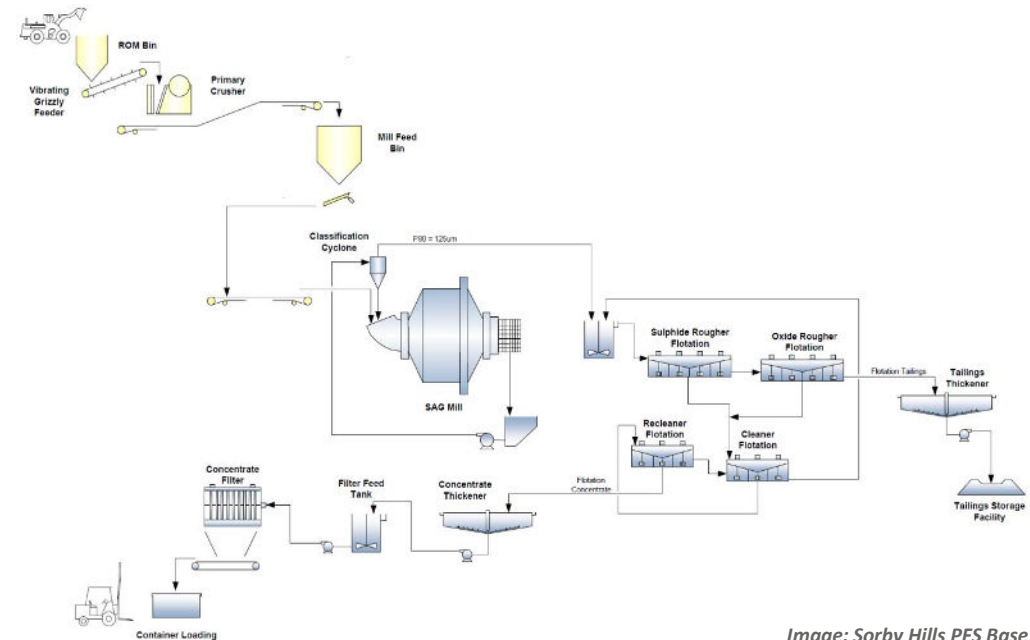 ROM Bin
Vibrating
Grizzly
Feeder
Primary
Crusher
Mill Feed
Bin
Classification
Cyclone
P80 = 125um
SAG Mill
Sulphide Rougher
Flotation
Oxide Rougher
Flotation
Flotation Tailings
Tailings
Thickener
Recleaner
Flotation
Cleaner
Flotation
Flotation
Concentrate
Tailings Storage
Facility
Concentrate
Filter
Filter Feed
Tank
Concentrate
Thickener
Container Loading
Image: Sorby Hills PFS Base